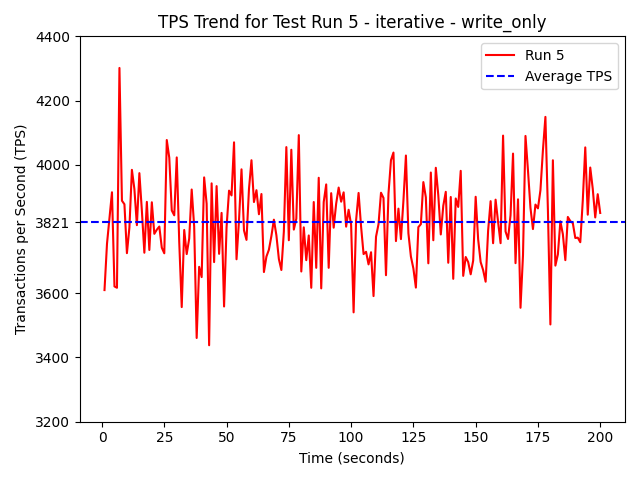 TPS Trend for Test Run 5 - iterative - write_only
Run 5
Average TPS
Transactions per Second (TPS)
4400
4200
4000
3821
3600
3400
3200
0 25 50 75 100 125 150 175 200
Time (seconds)